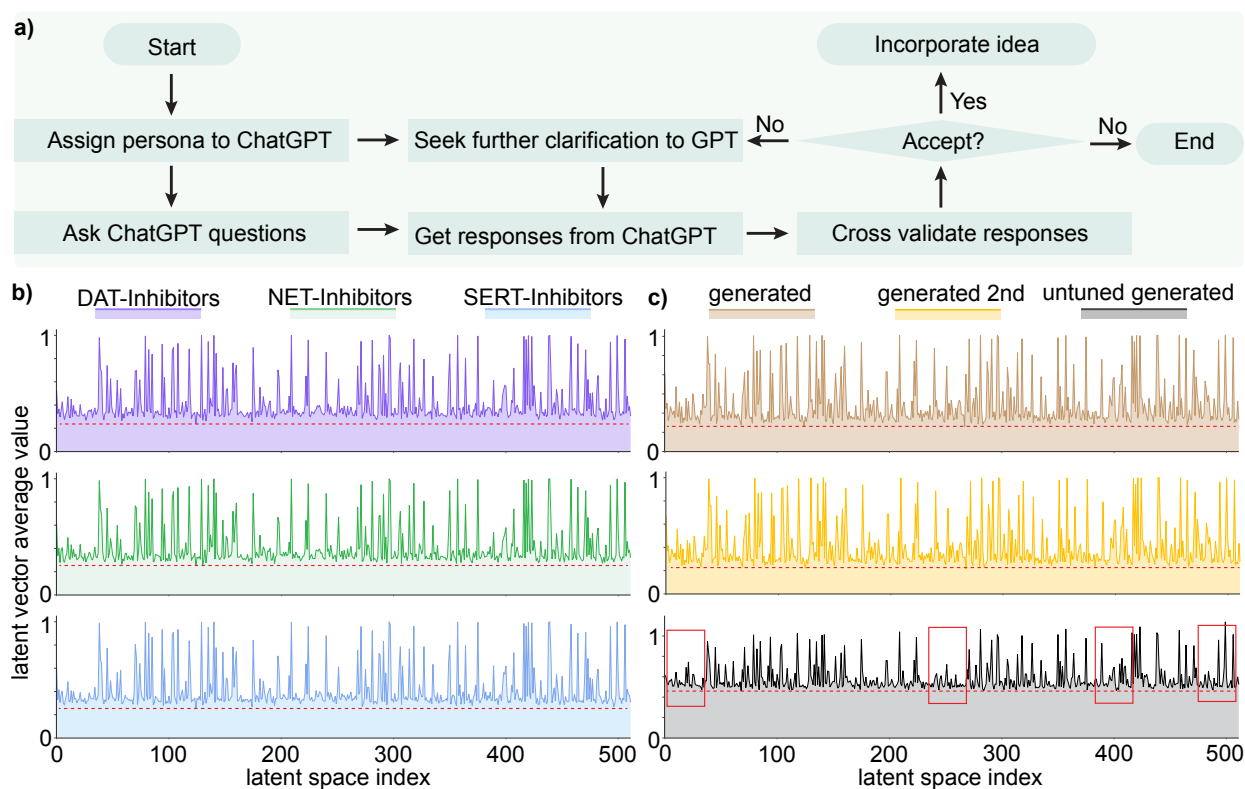 a)
Start
Incorporate idea
Yes
Assign persona to ChatGPT
Seek further clarification to GPT
No
Accept?
No
End
Ask ChatGPT questions
Get responses from ChatGPT
Cross validate responses
b)
DAT-Inhibitors
NET-Inhibitors
SERT-Inhibitors
c)
generated
generated 2nd
untuned generated
latent vector average value
1
0
1
0
1
0
0
100
200
300
400
500
latent space index
1
0
1
0
1
0
0
100
200
300
400
500
latent space index